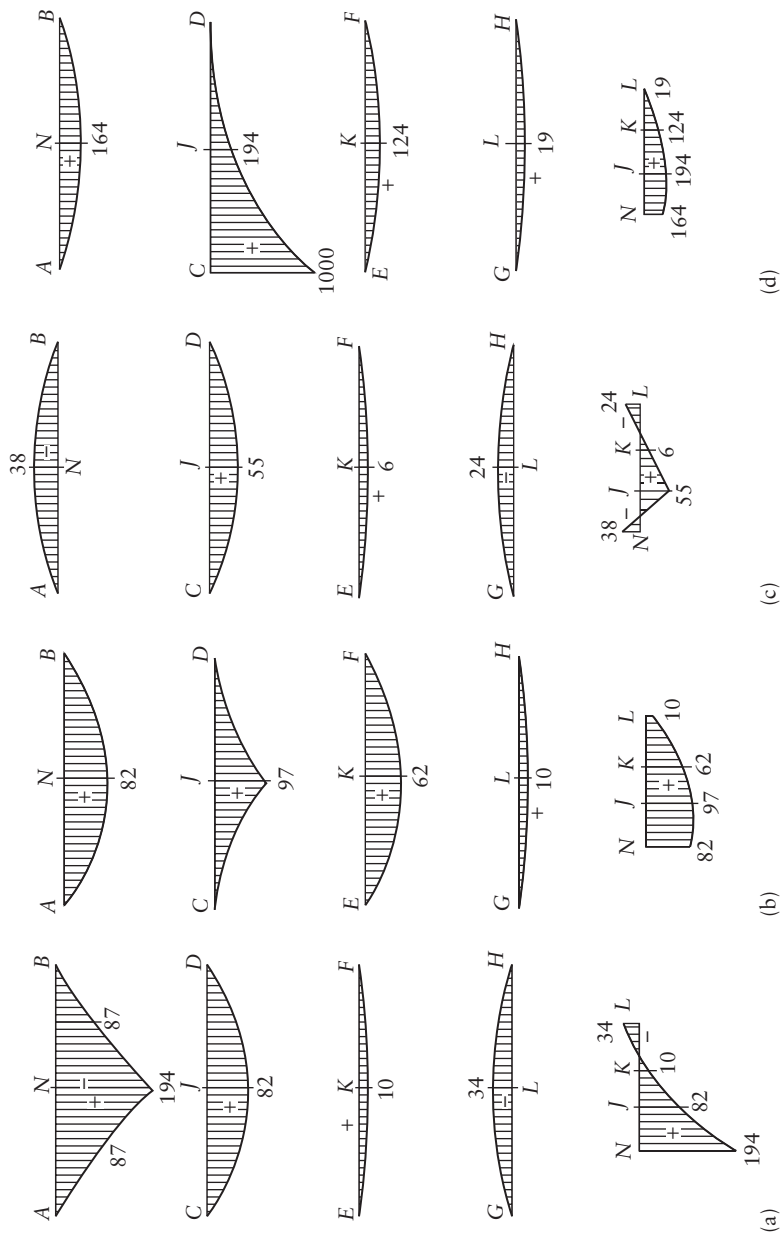 A N B
+ −
87 87
194
C J D
+
82
E K F
+
10
34
G H
−
L
N J K L
34
+ −
10
82
194
(a)
A N B
+
82
C J D
+
97
E K F
+
62
G L H
+
10
N J K L
+
10
62
97
82
(b)
38
A B
−
N
C J D
+
55
E K F
+
6
24
G H
−
L
38 − J K − 24
N + L
6
55
(c)
A N B
+
164
C J D
194
+
1000
E K F
+
124
G L H
+
19
N J K L
+
19
124
194
164
(d)